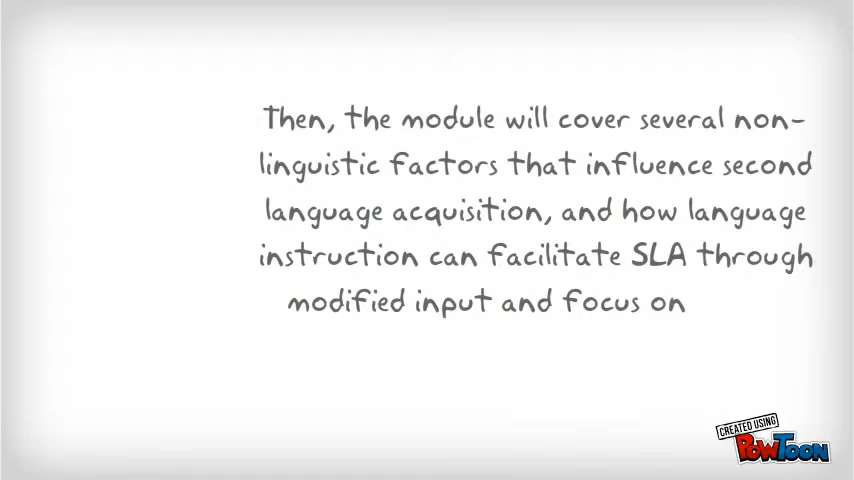 Then, the module will cover several non-
linguistic factors that influence second
language acquisition, and how language
instruction can facilitate SLA through
modified input and focus on
CREATED USING
POWTOON